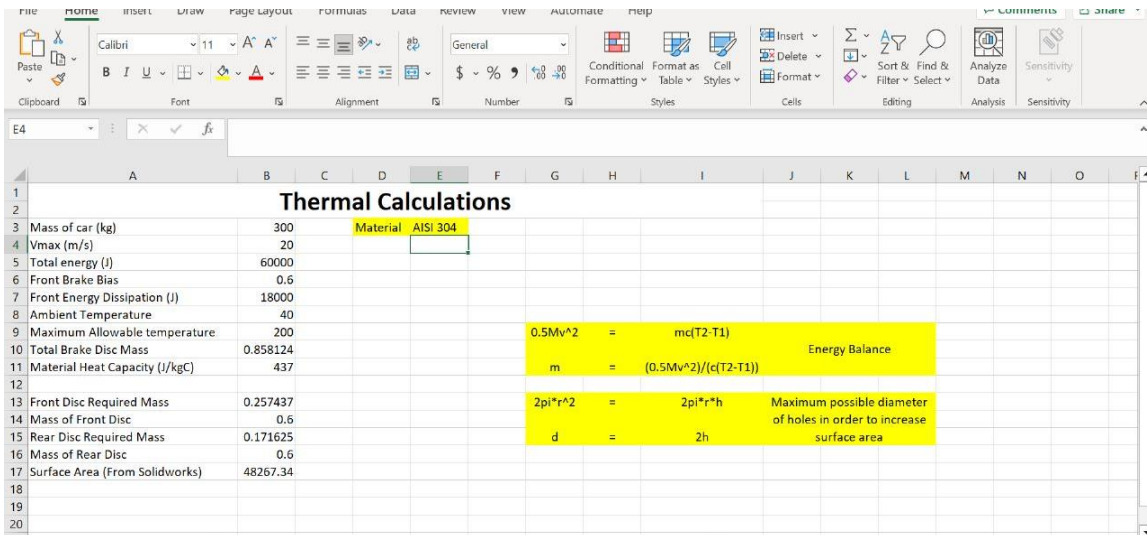 File Home Insert Draw Page Layout Formulas Data Review View Automate Help Comments Share
Calibri 11 A^ A˅ ab General Insert Σ
Paste B I U A $ % 9 Conditional Format as Cell Delete Sort & Find & Analyze Sensitivity
Formatting Table Styles Format Filter Select Data
Clipboard Font Alignment Number Styles Cells Editing Analysis Sensitivity
E4 fx
A B C D E F G H I J K L M N O
1 Thermal Calculations
2
3 Mass of car (kg) 300 Material AISI 304
4 Vmax (m/s) 20
5 Total energy (J) 60000
6 Front Brake Bias 0.6
7 Front Energy Dissipation (J) 18000
8 Ambient Temperature 40
9 Maximum Allowable temperature 200 0.5Mv^2 = mc(T2-T1)
10 Total Brake Disc Mass 0.858124 Energy Balance
11 Material Heat Capacity (J/kgC) 437 m = (0.5Mv^2)/(c(T2-T1))
12
13 Front Disc Required Mass 0.257437 2pi*r^2 = 2pi*r*h Maximum possible diameter
14 Mass of Front Disc 0.6 of holes in order to increase
15 Rear Disc Required Mass 0.171625 d = 2h surface area
16 Mass of Rear Disc 0.6
17 Surface Area (From Solidworks) 48267.34
18
19
20